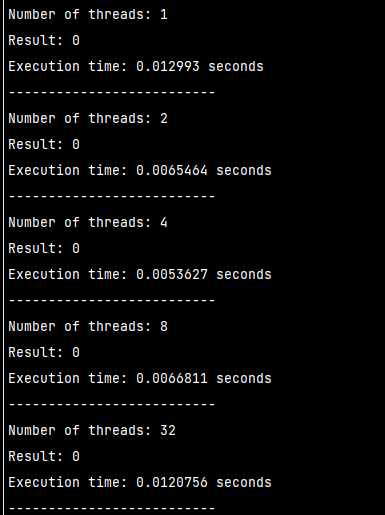 Number of threads: 1
Result: 0
Execution time: 0.012993 seconds
--------------------------
Number of threads: 2
Result: 0
Execution time: 0.0065464 seconds
--------------------------
Number of threads: 4
Result: 0
Execution time: 0.0053627 seconds
--------------------------
Number of threads: 8
Result: 0
Execution time: 0.0066811 seconds
--------------------------
Number of threads: 32
Result: 0
Execution time: 0.0120756 seconds
--------------------------